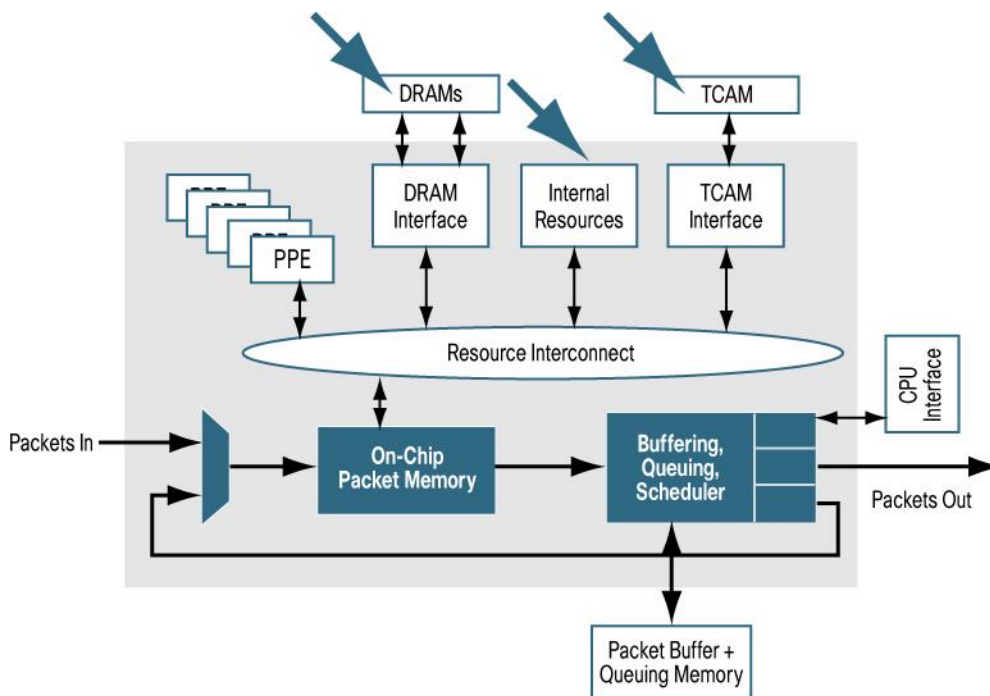 DRAMs
TCAM
DRAM
Interface
Internal
Resources
TCAM
Interface
PPE
Resource Interconnect
CPU
Interface
Packets In
On-Chip
Packet Memory
Buffering,
Queuing,
Scheduler
Packets Out
Packet Buffer +
Queuing Memory